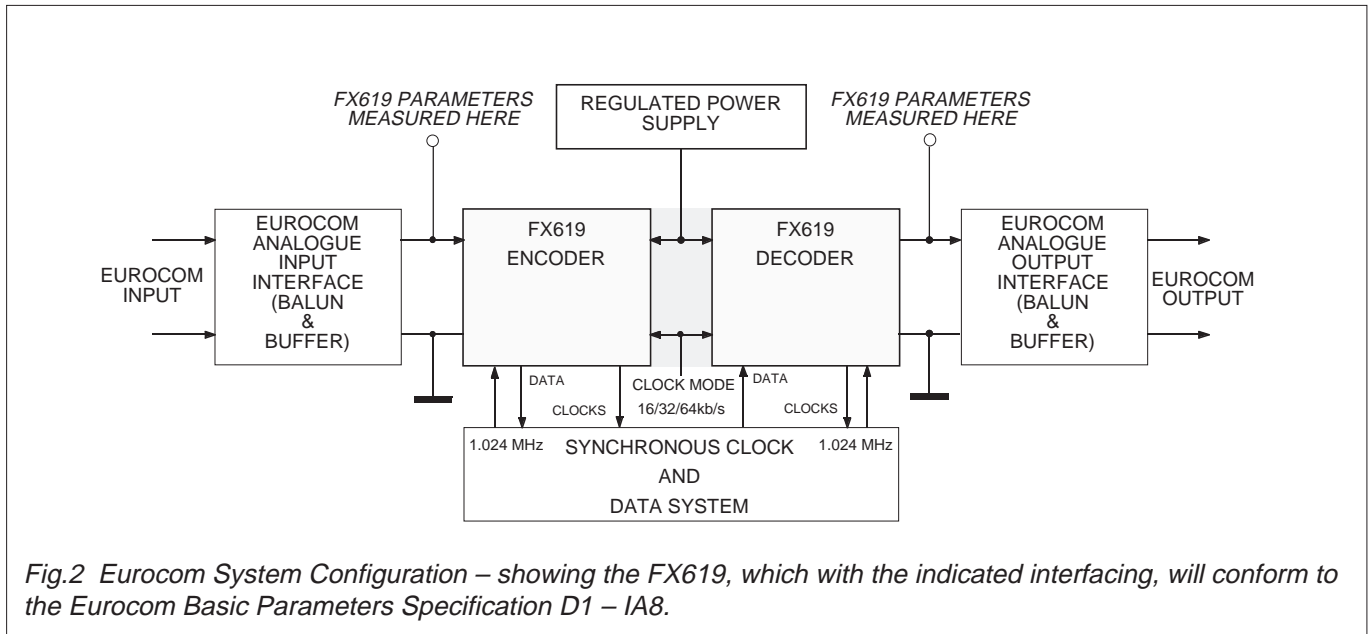 FX619 PARAMETERS
MEASURED HERE
REGULATED POWER
SUPPLY
FX619 PARAMETERS
MEASURED HERE
EUROCOM
INPUT
EUROCOM
ANALOGUE
INPUT
INTERFACE
(BALUN
&
BUFFER)
FX619
ENCODER
FX619
DECODER
EUROCOM
ANALOGUE
OUTPUT
INTERFACE
(BALUN
&
BUFFER)
EUROCOM
OUTPUT
DATA
CLOCKS
CLOCK MODE
16/32/64kb/s
DATA
CLOCKS
1.024 MHz
SYNCHRONOUS CLOCK
AND
DATA SYSTEM
1.024 MHz
Fig.2 Eurocom System Configuration – showing the FX619, which with the indicated interfacing, will conform to
the Eurocom Basic Parameters Specification D1 – IA8.